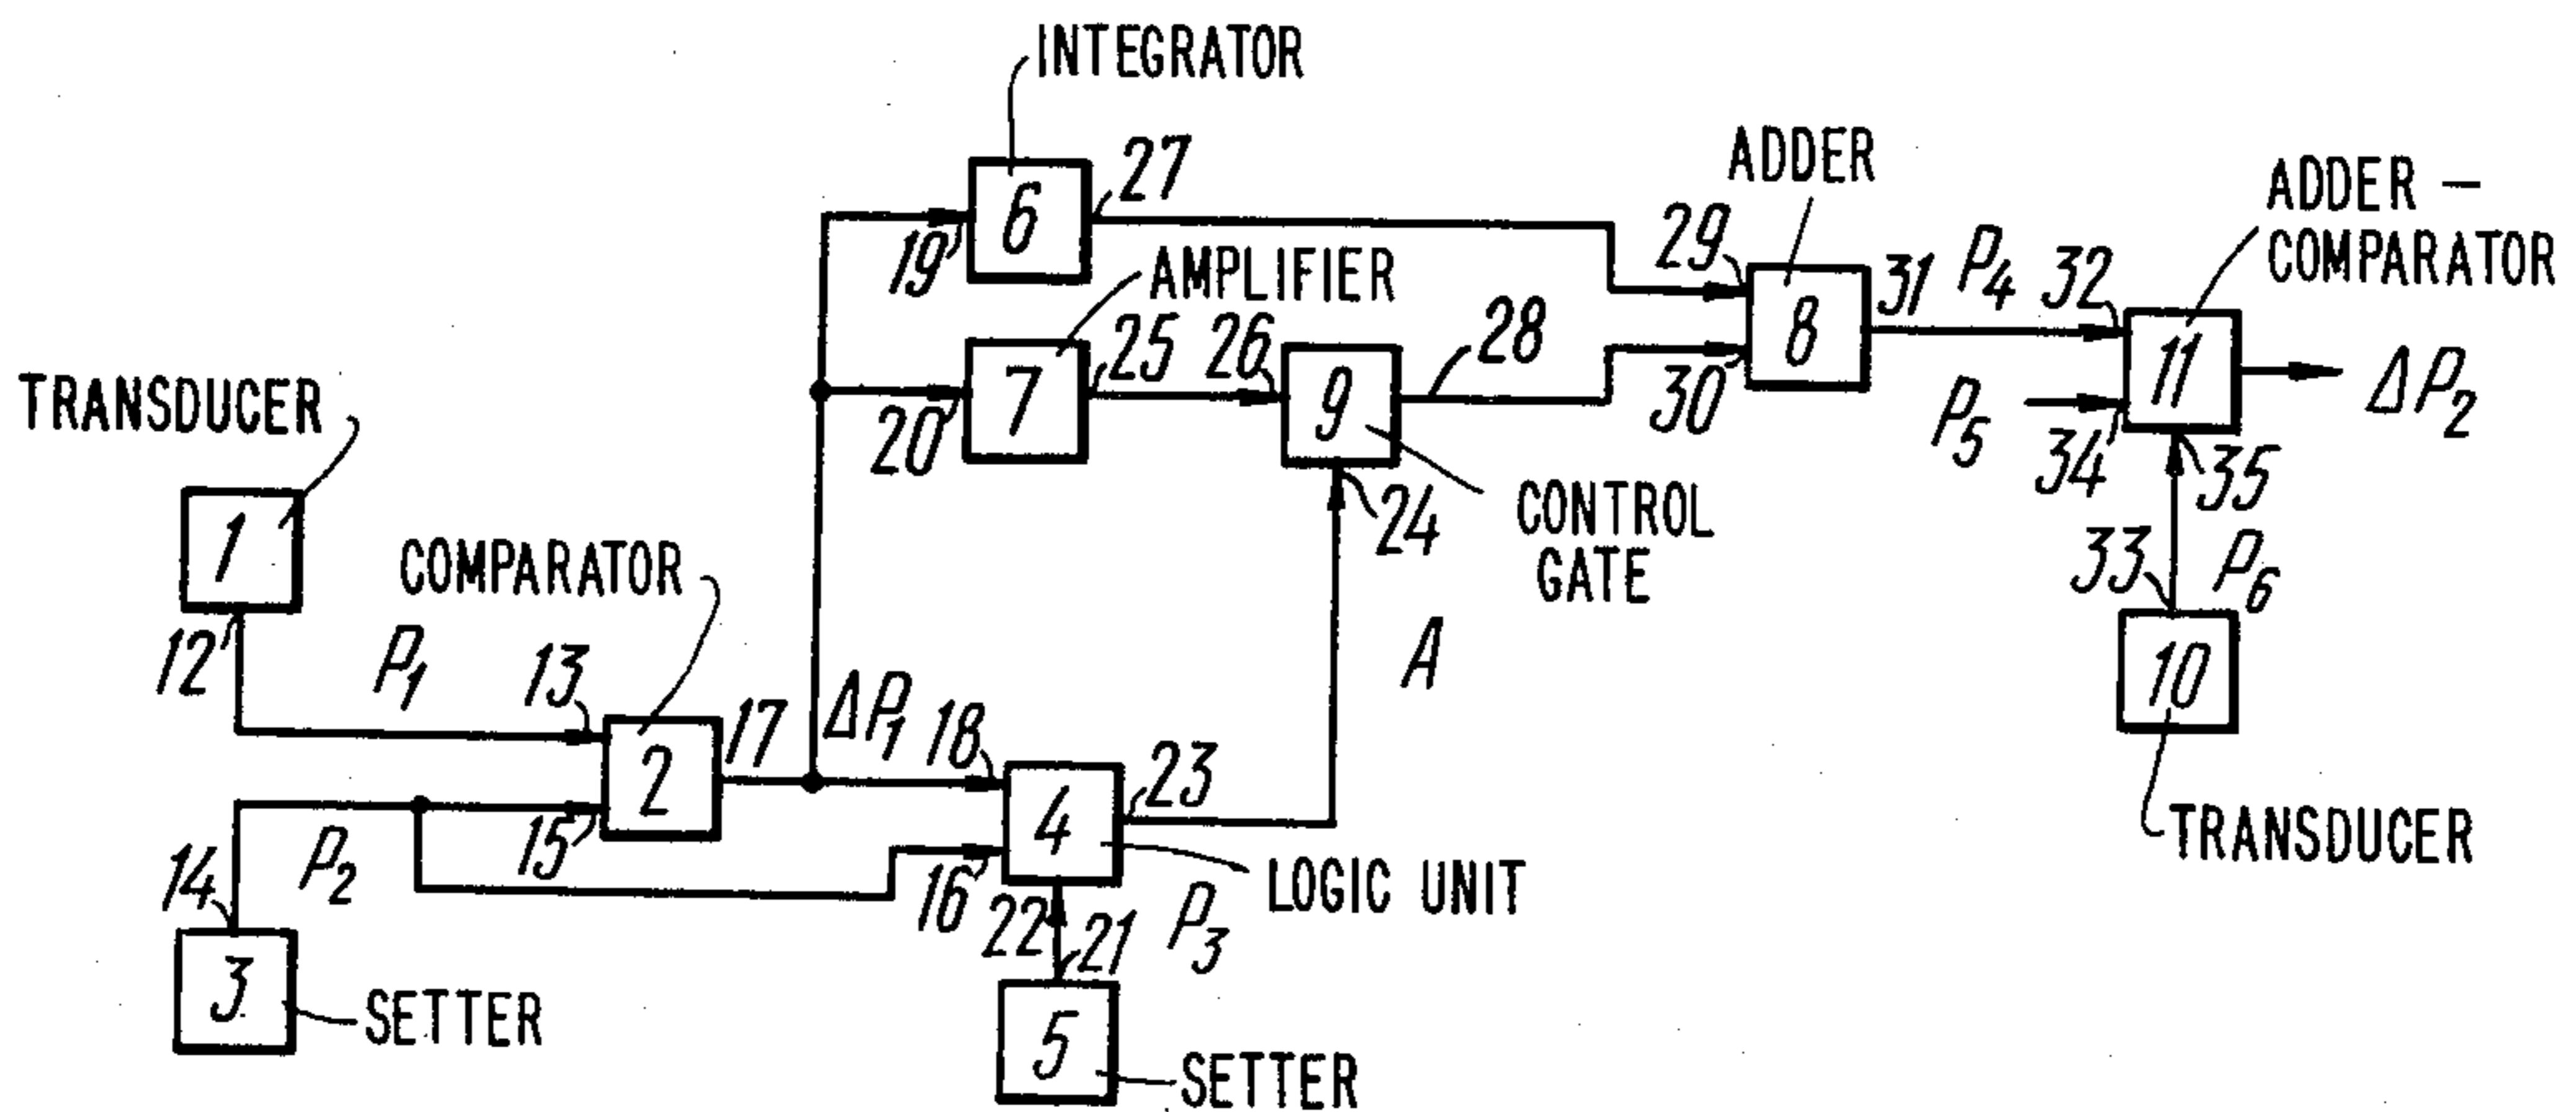 INTEGRATOR
6
27
19
ADDER
29
8
31
P4
32
ADDER –
COMPARATOR
11
ΔP2
AMPLIFIER
7
25
26
20
9
28
30
P5
34
35
CONTROL
GATE
24
33
P6
10
TRANSDUCER
A
TRANSDUCER
1
12
P1
COMPARATOR
13
2
17
ΔP1
18
4
23
15
P2
14
16
LOGIC UNIT
22
21
P3
3
SETTER
5
SETTER